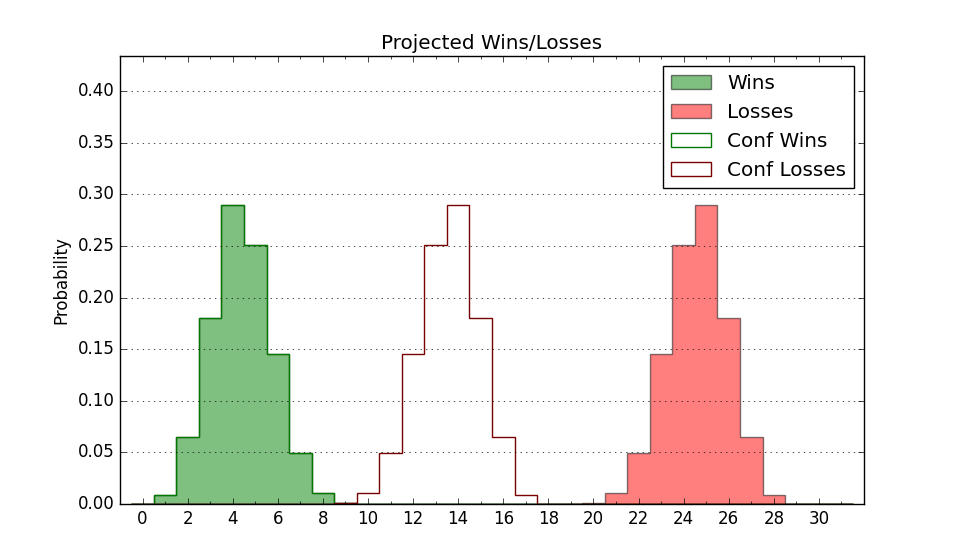 Projected Wins/Losses
0.40
0.35
0.30
0.25
0.20
0.15
0.10
0.05
0.00
Probability
Wins
Losses
Conf Wins
Conf Losses
0 2 4 6 8 10 12 14 16 18 20 22 24 26 28 30